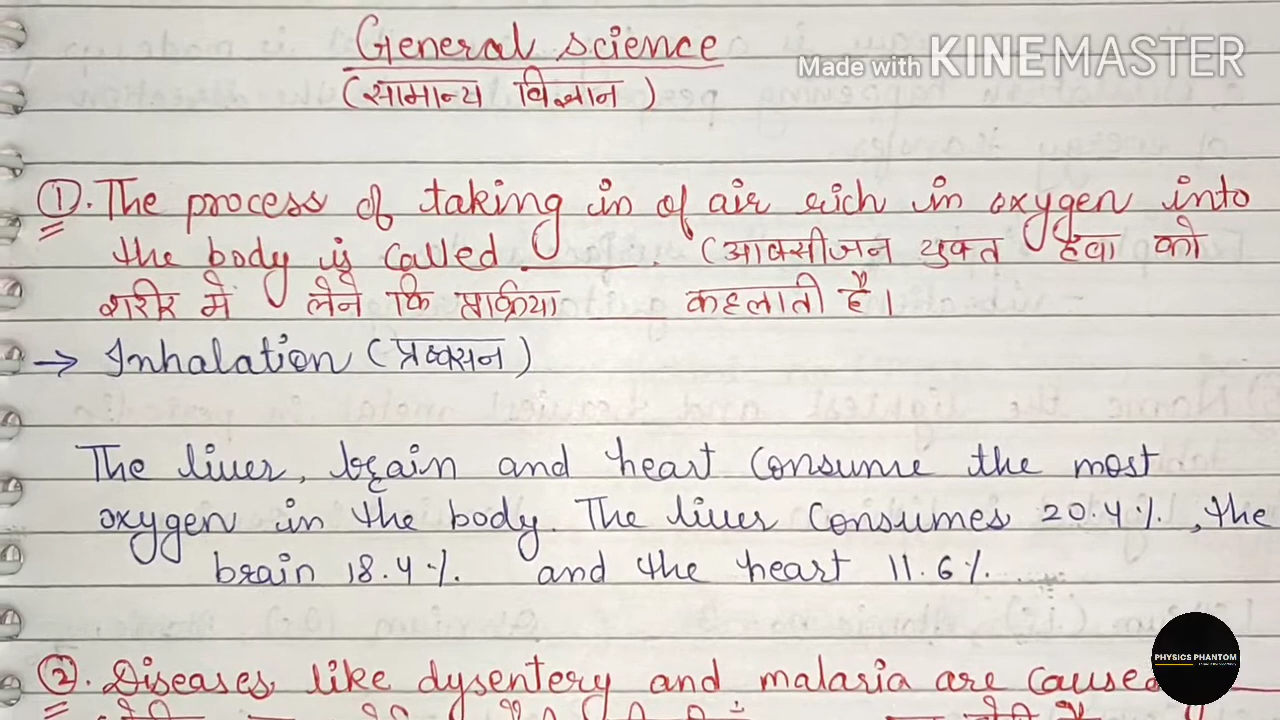 General science
Made with KINEMASTER
(सामान्य विज्ञान)
①. The process of taking in of air rich in oxygen into
the body is called ______. (आक्सीजन युक्त हवा को
शरीर में लेने कि प्रक्रिया ____ कहलाती है।
→ Inhalation (प्रश्वसन)
The liver, brain and heart consume the most
oxygen in the body. The liver consumes 20.4%, the
brain 18.4%. and the heart 11.6%.
②. Diseases like dysentery and malaria are caused
PHYSICS PHANTOM